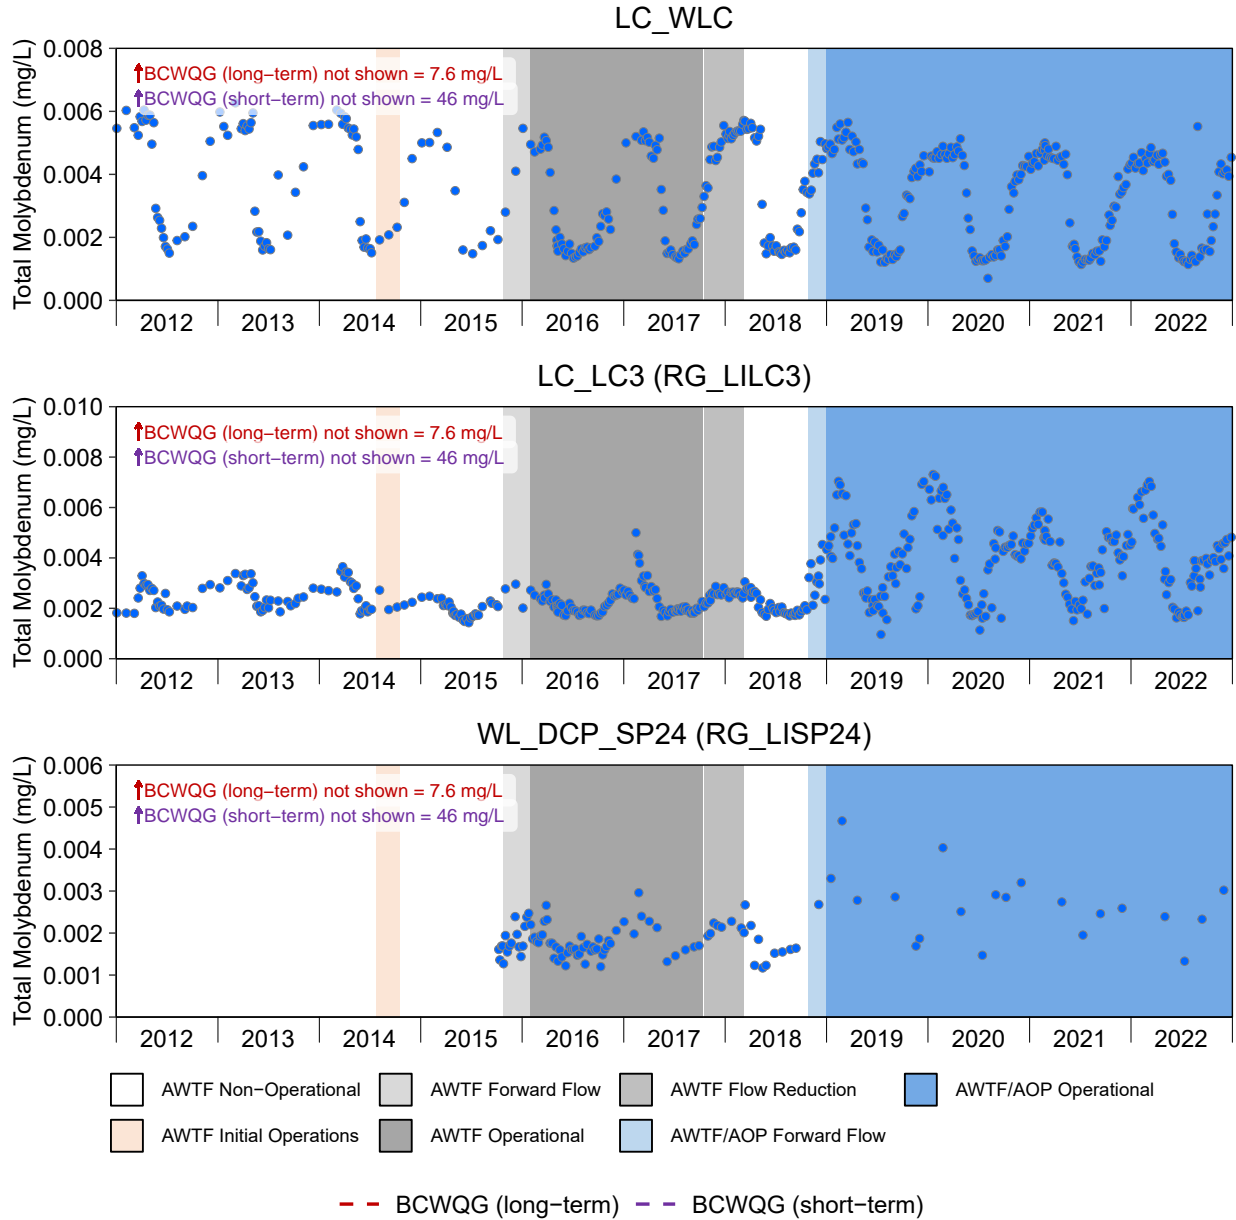 LC_WLC
Total Molybdenum (mg/L)
0.008
0.006
0.004
0.002
0.000
BCWQG (long−term) not shown = 7.6 mg/L
BCWQG (short−term) not shown = 46 mg/L
2012 2013 2014 2015 2016 2017 2018 2019 2020 2021 2022
LC_LC3 (RG_LILC3)
Total Molybdenum (mg/L)
0.010
0.008
0.006
0.004
0.002
0.000
BCWQG (long−term) not shown = 7.6 mg/L
BCWQG (short−term) not shown = 46 mg/L
2012 2013 2014 2015 2016 2017 2018 2019 2020 2021 2022
WL_DCP_SP24 (RG_LISP24)
Total Molybdenum (mg/L)
0.006
0.005
0.004
0.003
0.002
0.001
0.000
BCWQG (long−term) not shown = 7.6 mg/L
BCWQG (short−term) not shown = 46 mg/L
2012 2013 2014 2015 2016 2017 2018 2019 2020 2021 2022
AWTF Non−Operational AWTF Forward Flow AWTF Flow Reduction AWTF/AOP Operational
AWTF Initial Operations AWTF Operational AWTF/AOP Forward Flow
BCWQG (long−term) BCWQG (short−term)